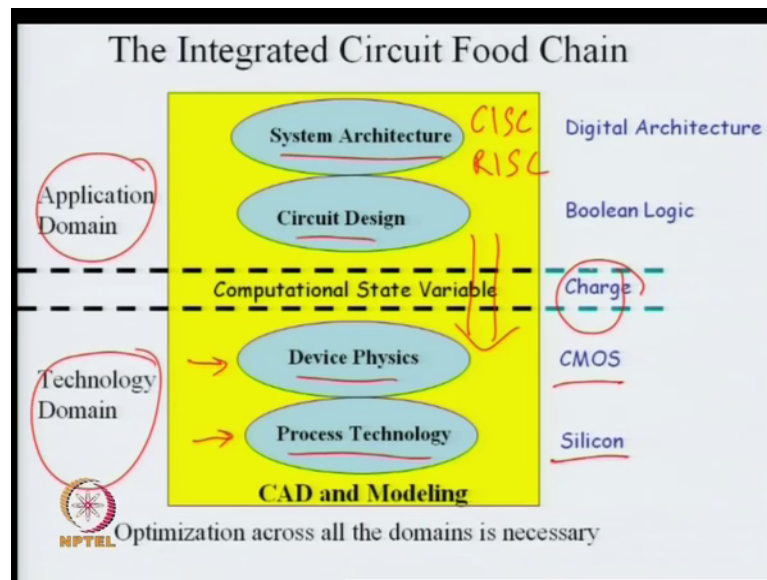 The Integrated Circuit Food Chain
System Architecture
CISC
RISC
Digital Architecture
Application
Domain
Circuit Design
Boolean Logic
Computational State Variable
Charge
Technology
Domain
Device Physics
CMOS
Process Technology
Silicon
CAD and Modeling
NPTEL
Optimization across all the domains is necessary